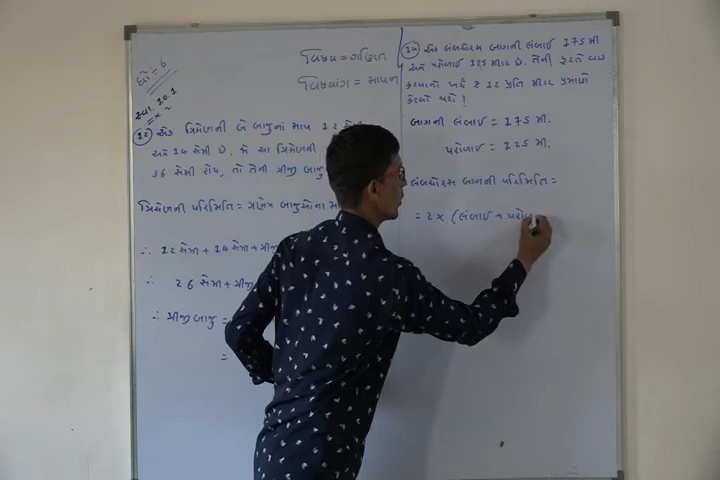 ધો:- 6
વિષય = ગણિત
વિષયાંગ = માપન
સ્વા. 10.1
12 એક ત્રિકોણની બે બાજુનાં માપ 12 સેમી
અને 14 સેમી છે. જો આ ત્રિકોણની
36 સેમી હોય, તો તેની ત્રીજી બાજુ
ત્રિકોણની પરિમિતિ = ત્રણેય બાજુઓના
∴ 12 સેમી + 14 સેમી + ત્રીજી
∴ 26 સેમી + ત્રીજી
∴ ત્રીજી બાજુ =
=
એક લંબચોરસ બાગની લંબાઈ 175 મી
અને પહોળાઈ 125 મીટર છે. તેની ફરતે વાડ
કરવાનો ખર્ચ ₹ 12 પ્રતિ મીટર પ્રમાણે
કેટલો થશે!
બાગની લંબાઈ = 175 મી.
પહોળાઈ = 125 મી.
લંબચોરસ બાગની પરિમિતિ =
= 2 x (લંબાઈ + પહોળ